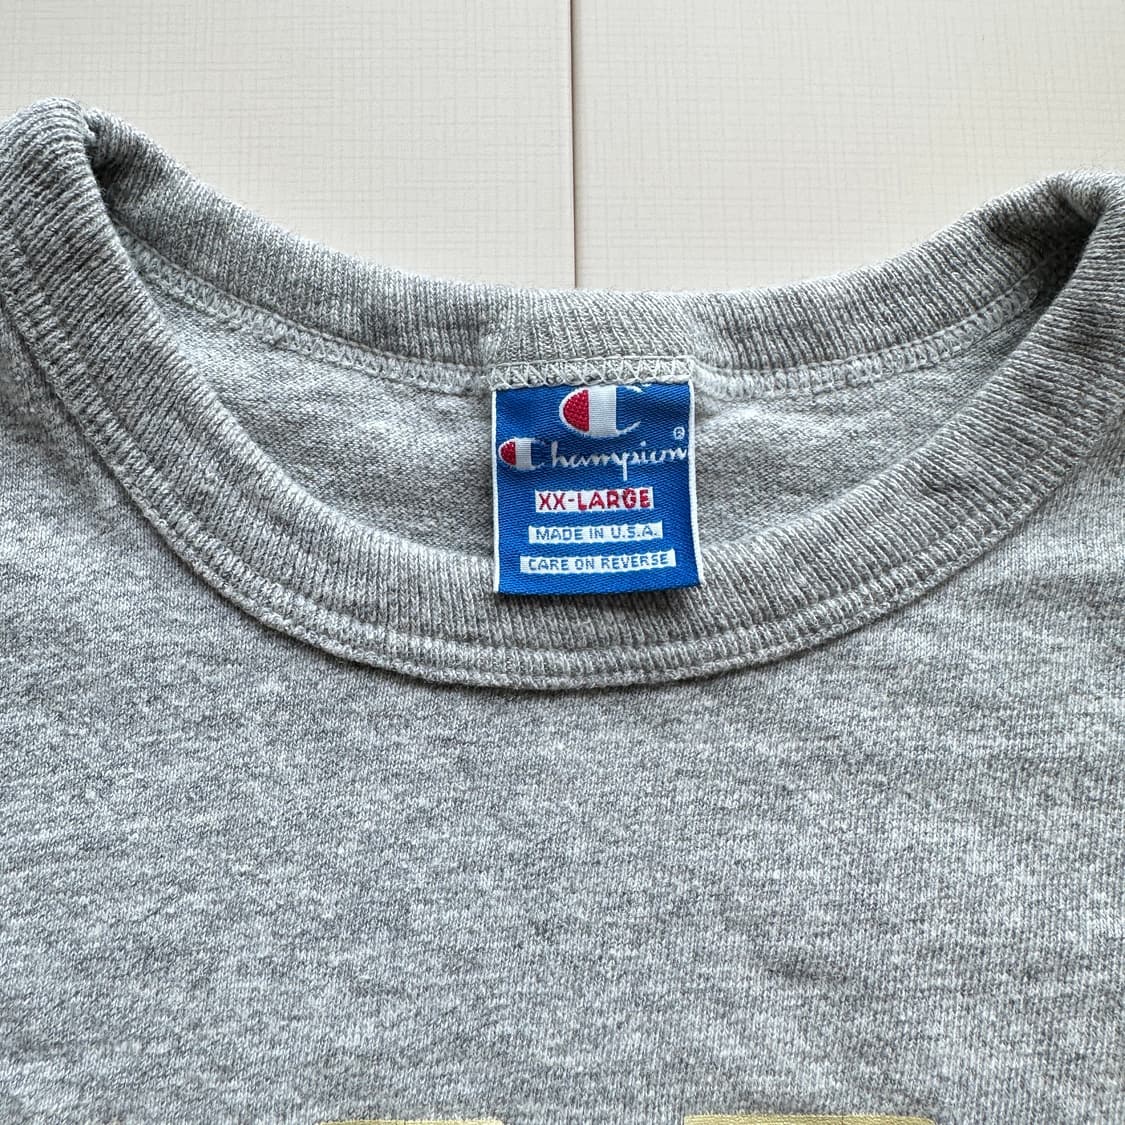 Champion®
XX-LARGE
MADE IN U.S.A.
CARE ON REVERSE